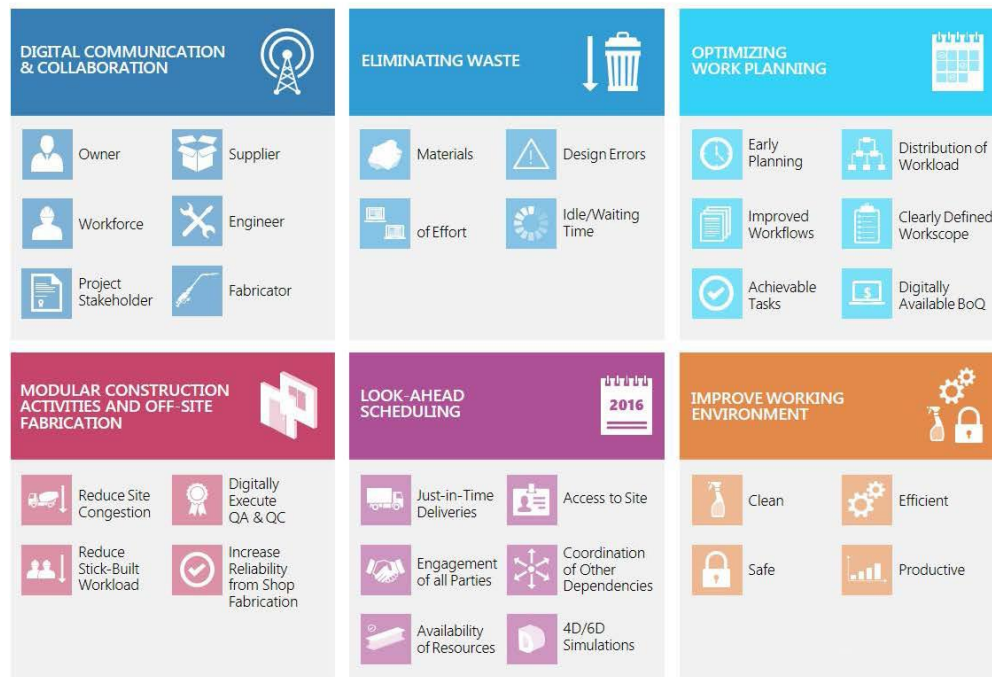 DIGITAL COMMUNICATION
& COLLABORATION
Owner
Supplier
Workforce
Engineer
Project
Stakeholder
Fabricator
ELIMINATING WASTE
Materials
Design Errors
of Effort
Idle/Waiting
Time
OPTIMIZING
WORK PLANNING
Early
Planning
Distribution of
Workload
Improved
Workflows
Clearly Defined
Workscope
Achievable
Tasks
$
Digitally
Available BoQ
MODULAR CONSTRUCTION
ACTIVITIES AND OFF-SITE
FABRICATION
Reduce Site
Congestion
Digitally
Execute
QA & QC
Reduce
Stick-Built
Workload
Increase
Reliability
from Shop
Fabrication
LOOK-AHEAD
SCHEDULING
2016
Just-in-Time
Deliveries
Access to Site
Engagement
of all Parties
Coordination
of Other
Dependencies
Availability
of Resources
4D/6D
Simulations
IMPROVE WORKING
ENVIRONMENT
Clean
Efficient
Safe
Productive